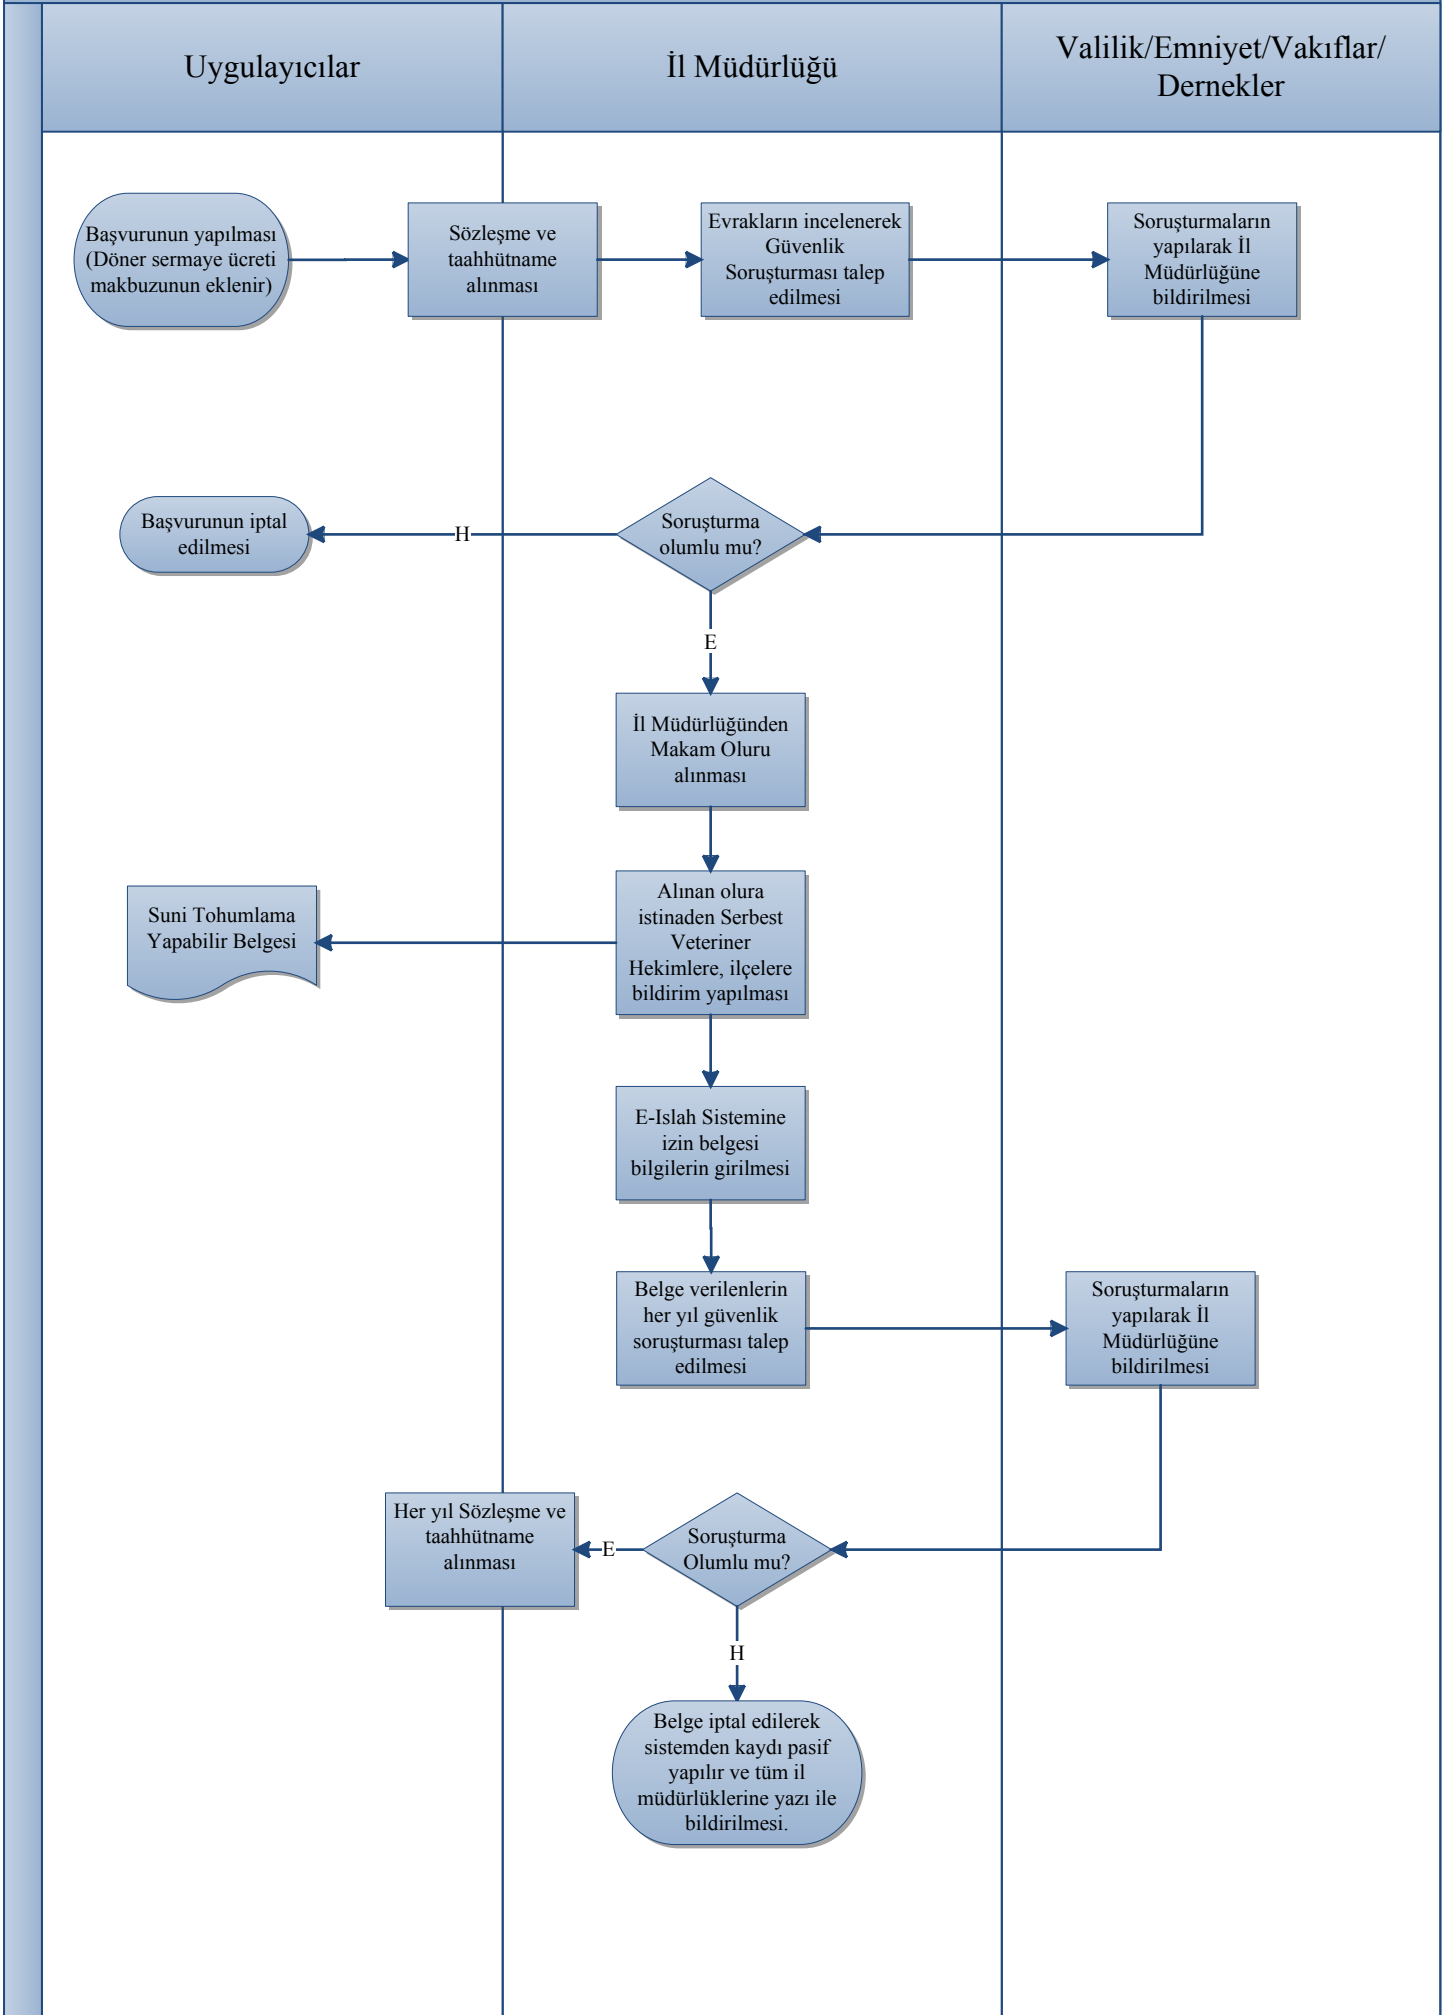 Uygulayıcılar
İl Müdürlüğü
Valilik/Emniyet/Vakıflar/
Dernekler
Başvurunun yapılması
(Döner sermaye ücreti
makbuzunun eklenir)
Sözleşme ve
taahhütname
alınması
Evrakların incelenerek
Güvenlik
Soruşturması talep
edilmesi
Soruşturmaların
yapılarak İl
Müdürlüğüne
bildirilmesi
Başvurunun iptal
edilmesi
H
Soruşturma
olumlu mu?
E
İl Müdürlüğünden
Makam Oluru
alınması
Suni Tohumlama
Yapabilir Belgesi
Alınan olura
istinaden Serbest
Veteriner
Hekimlere, ilçelere
bildirim yapılması
E-Islah Sistemine
izin belgesi
bilgilerin girilmesi
Belge verilenlerin
her yıl güvenlik
soruşturması talep
edilmesi
Soruşturmaların
yapılarak İl
Müdürlüğüne
bildirilmesi
Her yıl Sözleşme ve
taahhütname
alınması
E
Soruşturma
Olumlu mu?
H
Belge iptal edilerek
sistemden kaydı pasif
yapılır ve tüm il
müdürlüklerine yazı ile
bildirilmesi.